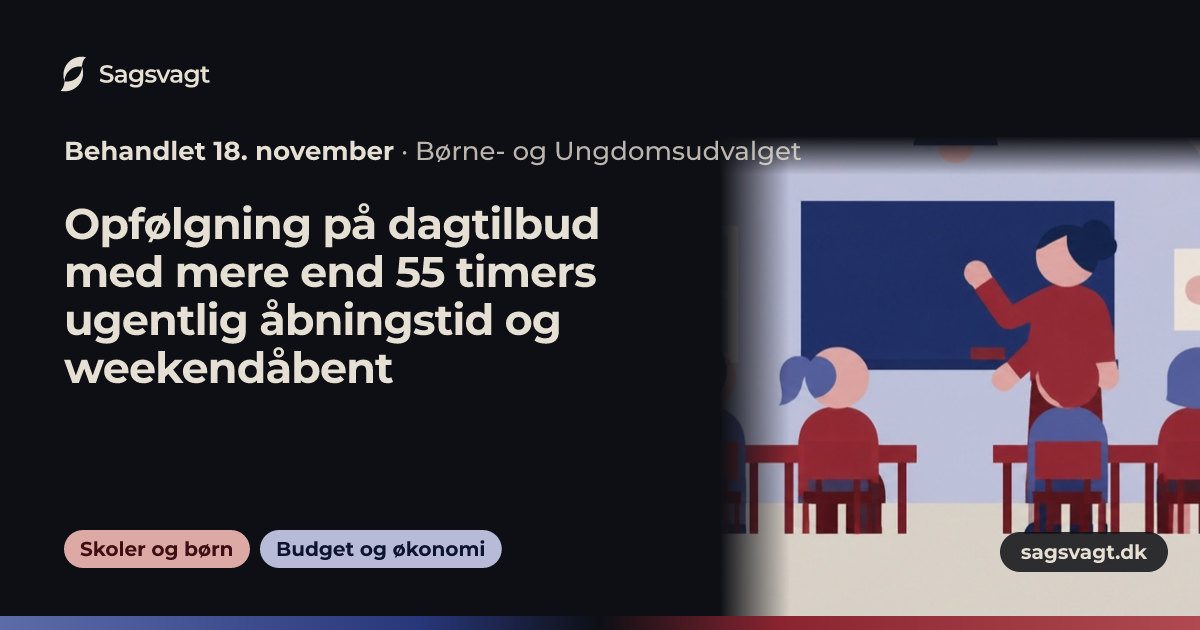 Sagsvagt
Behandlet 18. november · Børne- og Ungdomsudvalget
Opfølgning på dagtilbud
med mere end 55 timers
ugentlig åbningstid og
weekendåbent
Skoler og børn
Budget og økonomi
sagsvagt.dk